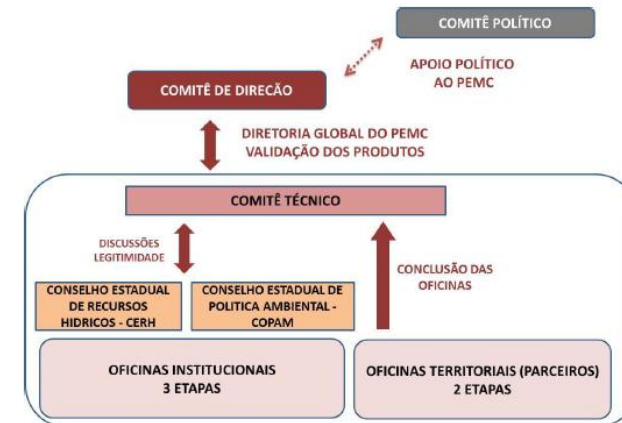 COMITÊ POLÍTICO
APOIO POLÍTICO
AO PEMC
COMITÊ DE DIRECÃO
DIRETORIA GLOBAL DO PEMC
VALIDAÇÃO DOS PRODUTOS
COMITÊ TÉCNICO
DISCUSSÕES
LEGITIMIDADE
CONCLUSÃO DAS
OFICINAS
CONSELHO ESTADUAL
DE RECURSOS
HIDRICOS - CERH
CONSELHO ESTADUAL DE
POLITICA AMBIENTAL -
COPAM
OFICINAS INSTITUCIONAIS
3 ETAPAS
OFICINAS TERRITORIAIS (PARCEIROS)
2 ETAPAS